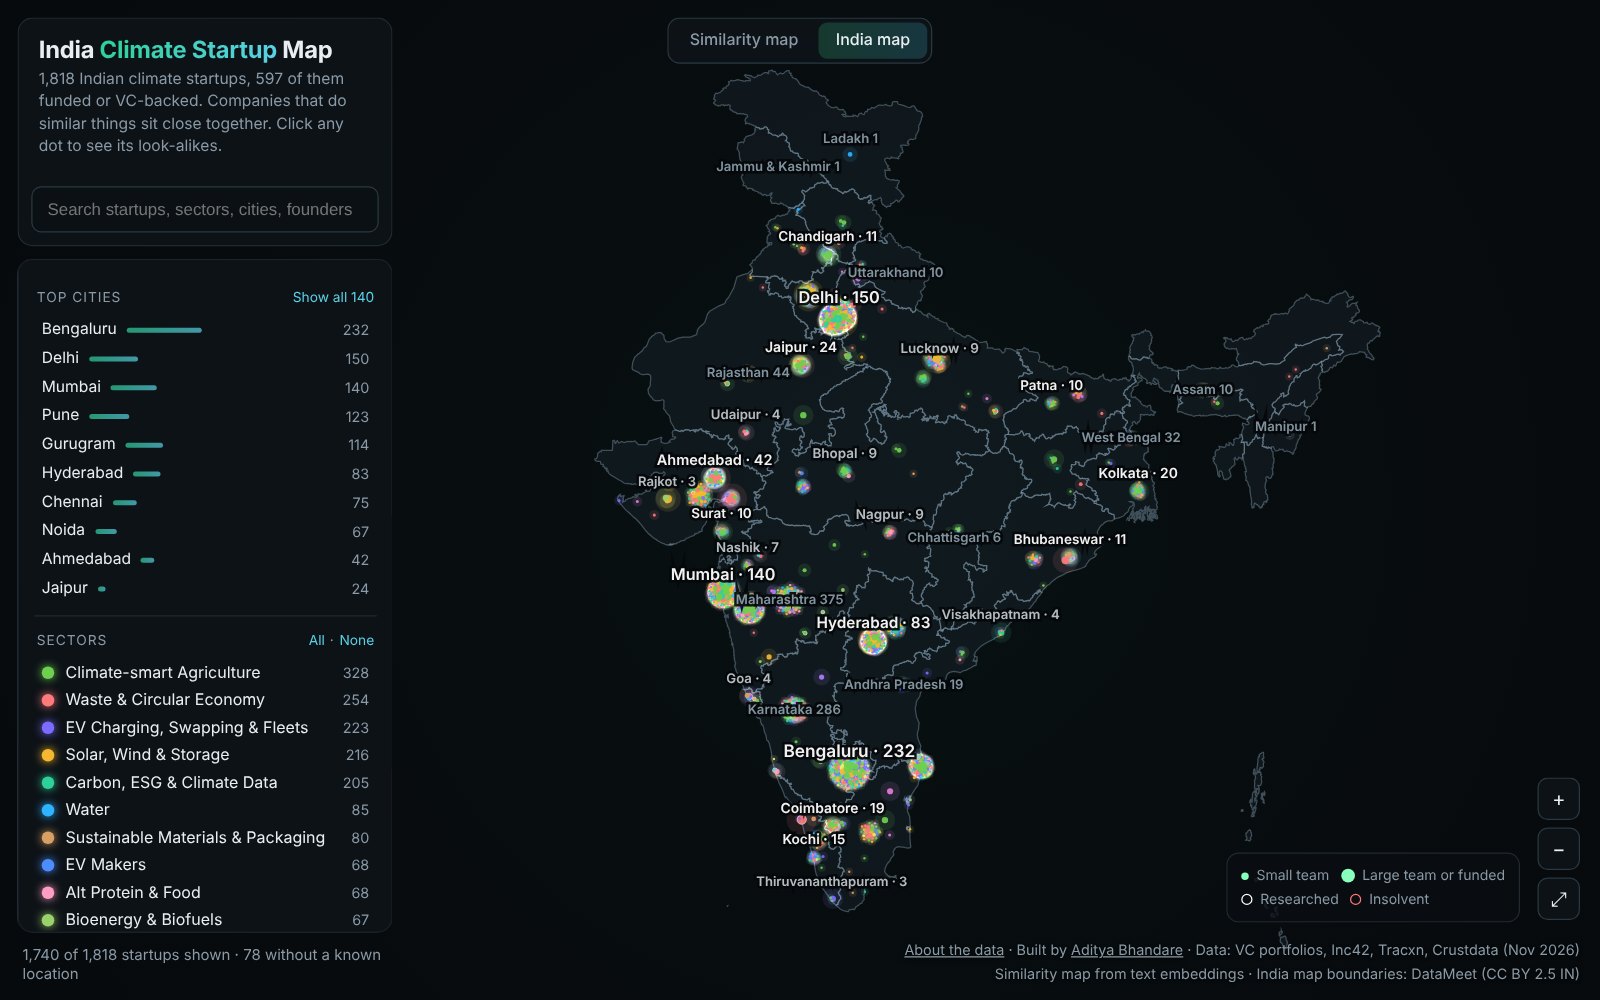 India Climate Startup Map
1,818 Indian climate startups, 597 of them
funded or VC-backed. Companies that do
similar things sit close together. Click any
dot to see its look-alikes.
Search startups, sectors, cities, founders
TOP CITIES
Show all 140
Bengaluru 232
Delhi 150
Mumbai 140
Pune 123
Gurugram 114
Hyderabad 83
Chennai 75
Noida 67
Ahmedabad 42
Jaipur 24
SECTORS
All · None
Climate-smart Agriculture 328
Waste & Circular Economy 254
EV Charging, Swapping & Fleets 223
Solar, Wind & Storage 216
Carbon, ESG & Climate Data 205
Water 85
Sustainable Materials & Packaging 80
EV Makers 68
Alt Protein & Food 68
Bioenergy & Biofuels 67
1,740 of 1,818 startups shown · 78 without a known
location
Similarity map
India map
Ladakh 1
Jammu & Kashmir 1
Chandigarh · 11
Uttarakhand 10
Delhi · 150
Jaipur · 24
Lucknow · 9
Rajasthan 44
Patna · 10
Assam 10
Udaipur · 4
Manipur 1
West Bengal 32
Bhopal · 9
Ahmedabad · 42
Kolkata · 20
Rajkot · 3
Surat · 10
Nagpur · 9
Chhattisgarh 6
Bhubaneswar · 11
Nashik · 7
Mumbai · 140
Maharashtra 375
Visakhapatnam · 4
Hyderabad · 83
Goa · 4
Andhra Pradesh 19
Karnataka 286
Bengaluru · 232
Coimbatore · 19
Kochi · 15
Thiruvananthapuram · 3
+
−
Small team
Large team or funded
Researched
Insolvent
About the data · Built by Aditya Bhandare · Data: VC portfolios, Inc42, Tracxn, Crustdata (Nov 2026)
Similarity map from text embeddings · India map boundaries: DataMeet (CC BY 2.5 IN)